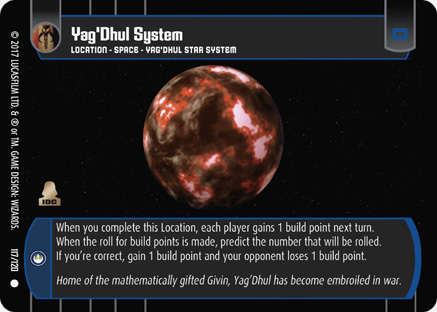 Yag'Dhul System
LOCATION - SPACE - YAG'DHUL STAR SYSTEM
© 2017 LUCASFILM LTD. & ® or TM. GAME DESIGN: WIZARDS.
IDC
When you complete this Location, each player gains 1 build point next turn.
When the roll for build points is made, predict the number that will be rolled.
If you're correct, gain 1 build point and your opponent loses 1 build point.
Home of the mathematically gifted Givin, Yag'Dhul has become embroiled in war.
117/120